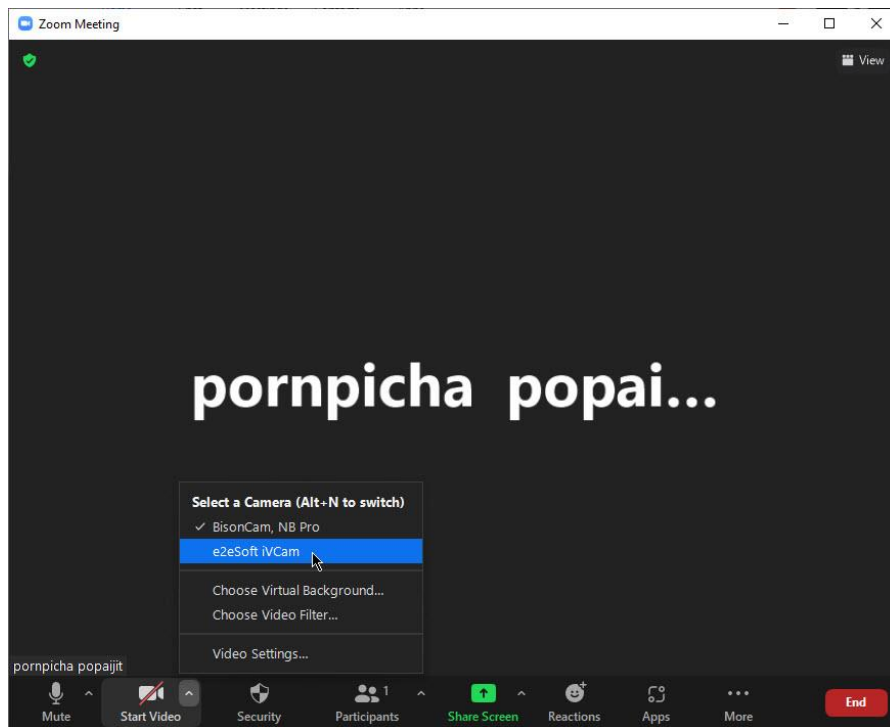 Zoom Meeting
View
pornpicha popai...
Select a Camera (Alt+N to switch)
BisonCam, NB Pro
e2eSoft iVCam
Choose Virtual Background...
Choose Video Filter...
Video Settings...
pornpicha popaijit
Mute
Start Video
Security
Participants
1
Share Screen
Reactions
Apps
More
End